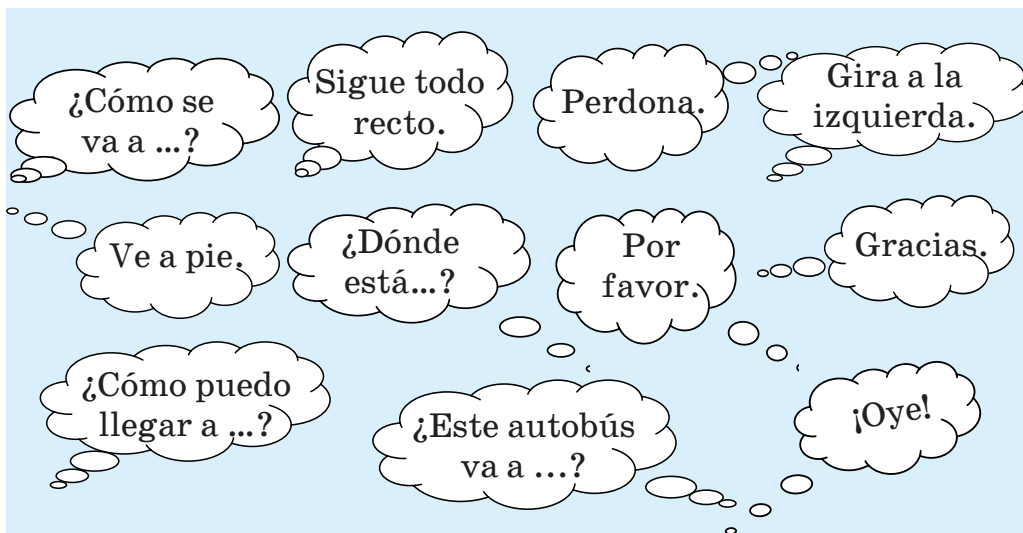 ¿Cómo se
va a ...?
Sigue todo
recto.
Perdona.
Gira a la
izquierda.
Ve a pie.
¿Dónde
está...?
Por
favor.
Gracias.
¿Cómo puedo
llegar a ...?
¿Este autobús
va a ...?
¡Oye!